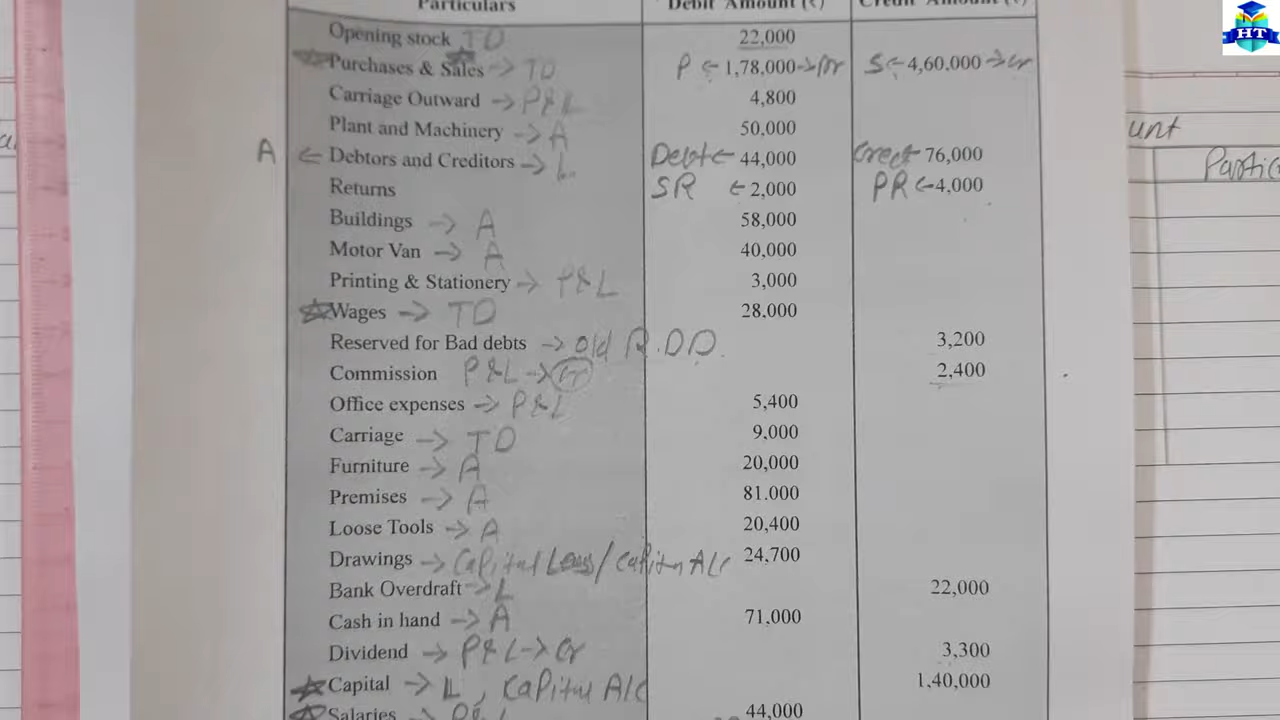 Particulars Debit Amount (₹) Credit Amount (₹)
Opening stock TD 22,000
Purchases & Sales → TD P ← 1,78,000 → Dr S ← 4,60,000 → Cr
Carriage Outward → P&L 4,800
Plant and Machinery → A 50,000
A ← Debtors and Creditors → L Debt ← 44,000 Cred ← 76,000
Returns SR ← 2,000 PR ← 4,000
Buildings → A 58,000
Motor Van → A 40,000
Printing & Stationery → P&L 3,000
Wages → TD 28,000
Reserved for Bad debts → Old R.D.D. 3,200
Commission P&L → Cr 2,400
Office expenses → P&L 5,400
Carriage → TD 9,000
Furniture → A 20,000
Premises → A 81.000
Loose Tools → A 20,400
Drawings → Capital Less / Capital A/C 24,700
Bank Overdraft → L 22,000
Cash in hand → A 71,000
Dividend → P&L → Cr 3,300
Capital → L, Capital A/C 1,40,000
Salaries → P&L 44,000
HT
unt
Partic